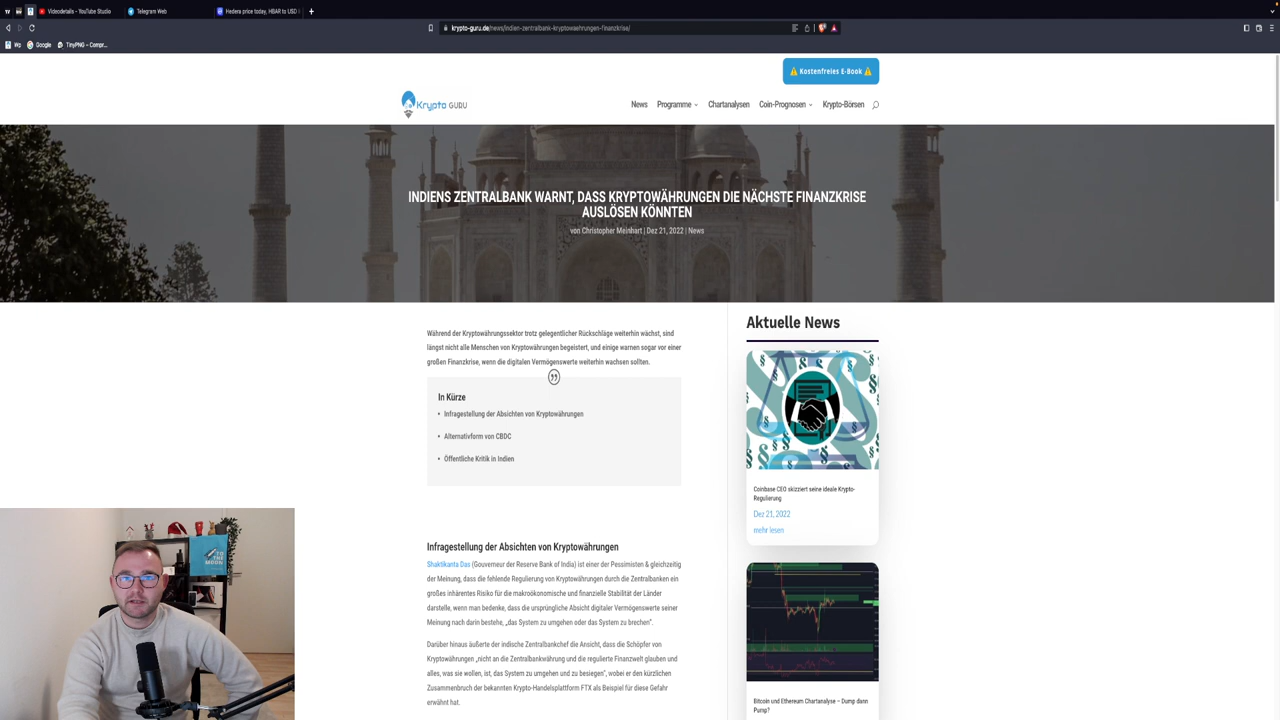 Videodetails – YouTube Studio
Telegram Web
Hedera price today, HBAR to USD
krypto-guru.de/news/indien-zentralbank-kryptowaehrungen-finanzkrise/
Wp
Google
TinyPNG – Compr...
Kostenfreies E-Book
Krypto GURU
News
Programme
Chartanalysen
Coin-Prognosen
Krypto-Börsen
INDIENS ZENTRALBANK WARNT, DASS KRYPTOWÄHRUNGEN DIE NÄCHSTE FINANZKRISE
AUSLÖSEN KÖNNTEN
von Christopher Meinhart | Dez 21, 2022 | News
Während der Kryptowährungssektor trotz gelegentlicher Rückschläge weiterhin wächst, sind
längst nicht alle Menschen von Kryptowährungen begeistert, und einige warnen sogar vor einer
großen Finanzkrise, wenn die digitalen Vermögenswerte weiterhin wachsen sollten.
In Kürze
• Infragestellung der Absichten von Kryptowährungen
• Alternativform von CBDC
• Öffentliche Kritik in Indien
Infragestellung der Absichten von Kryptowährungen
Shaktikanta Das (Gouverneur der Reserve Bank of India) ist einer der Pessimisten & gleichzeitig
der Meinung, dass die fehlende Regulierung von Kryptowährungen durch die Zentralbanken ein
großes inhärentes Risiko für die makroökonomische und finanzielle Stabilität der Länder
darstelle, wenn man bedenke, dass die ursprüngliche Absicht digitaler Vermögenswerte seiner
Meinung nach darin bestehe, „das System zu umgehen oder das System zu brechen“.
Darüber hinaus äußerte der indische Zentralbankchef die Ansicht, dass die Schöpfer von
Kryptowährungen „nicht an die Zentralbankwährung und die regulierte Finanzwelt glauben und
alles, was sie wollen, ist, das System zu umgehen und zu besiegen“, wobei er den kürzlichen
Zusammenbruch der bekannten Krypto-Handelsplattform FTX als Beispiel für diese Gefahr
erwähnt hat.
Aktuelle News
Coinbase CEO skizziert seine ideale Krypto-
Regulierung
Dez 21, 2022
mehr lesen
Bitcoin und Ethereum Chartanalyse – Dump dann
Pump?
TO THE
MOON